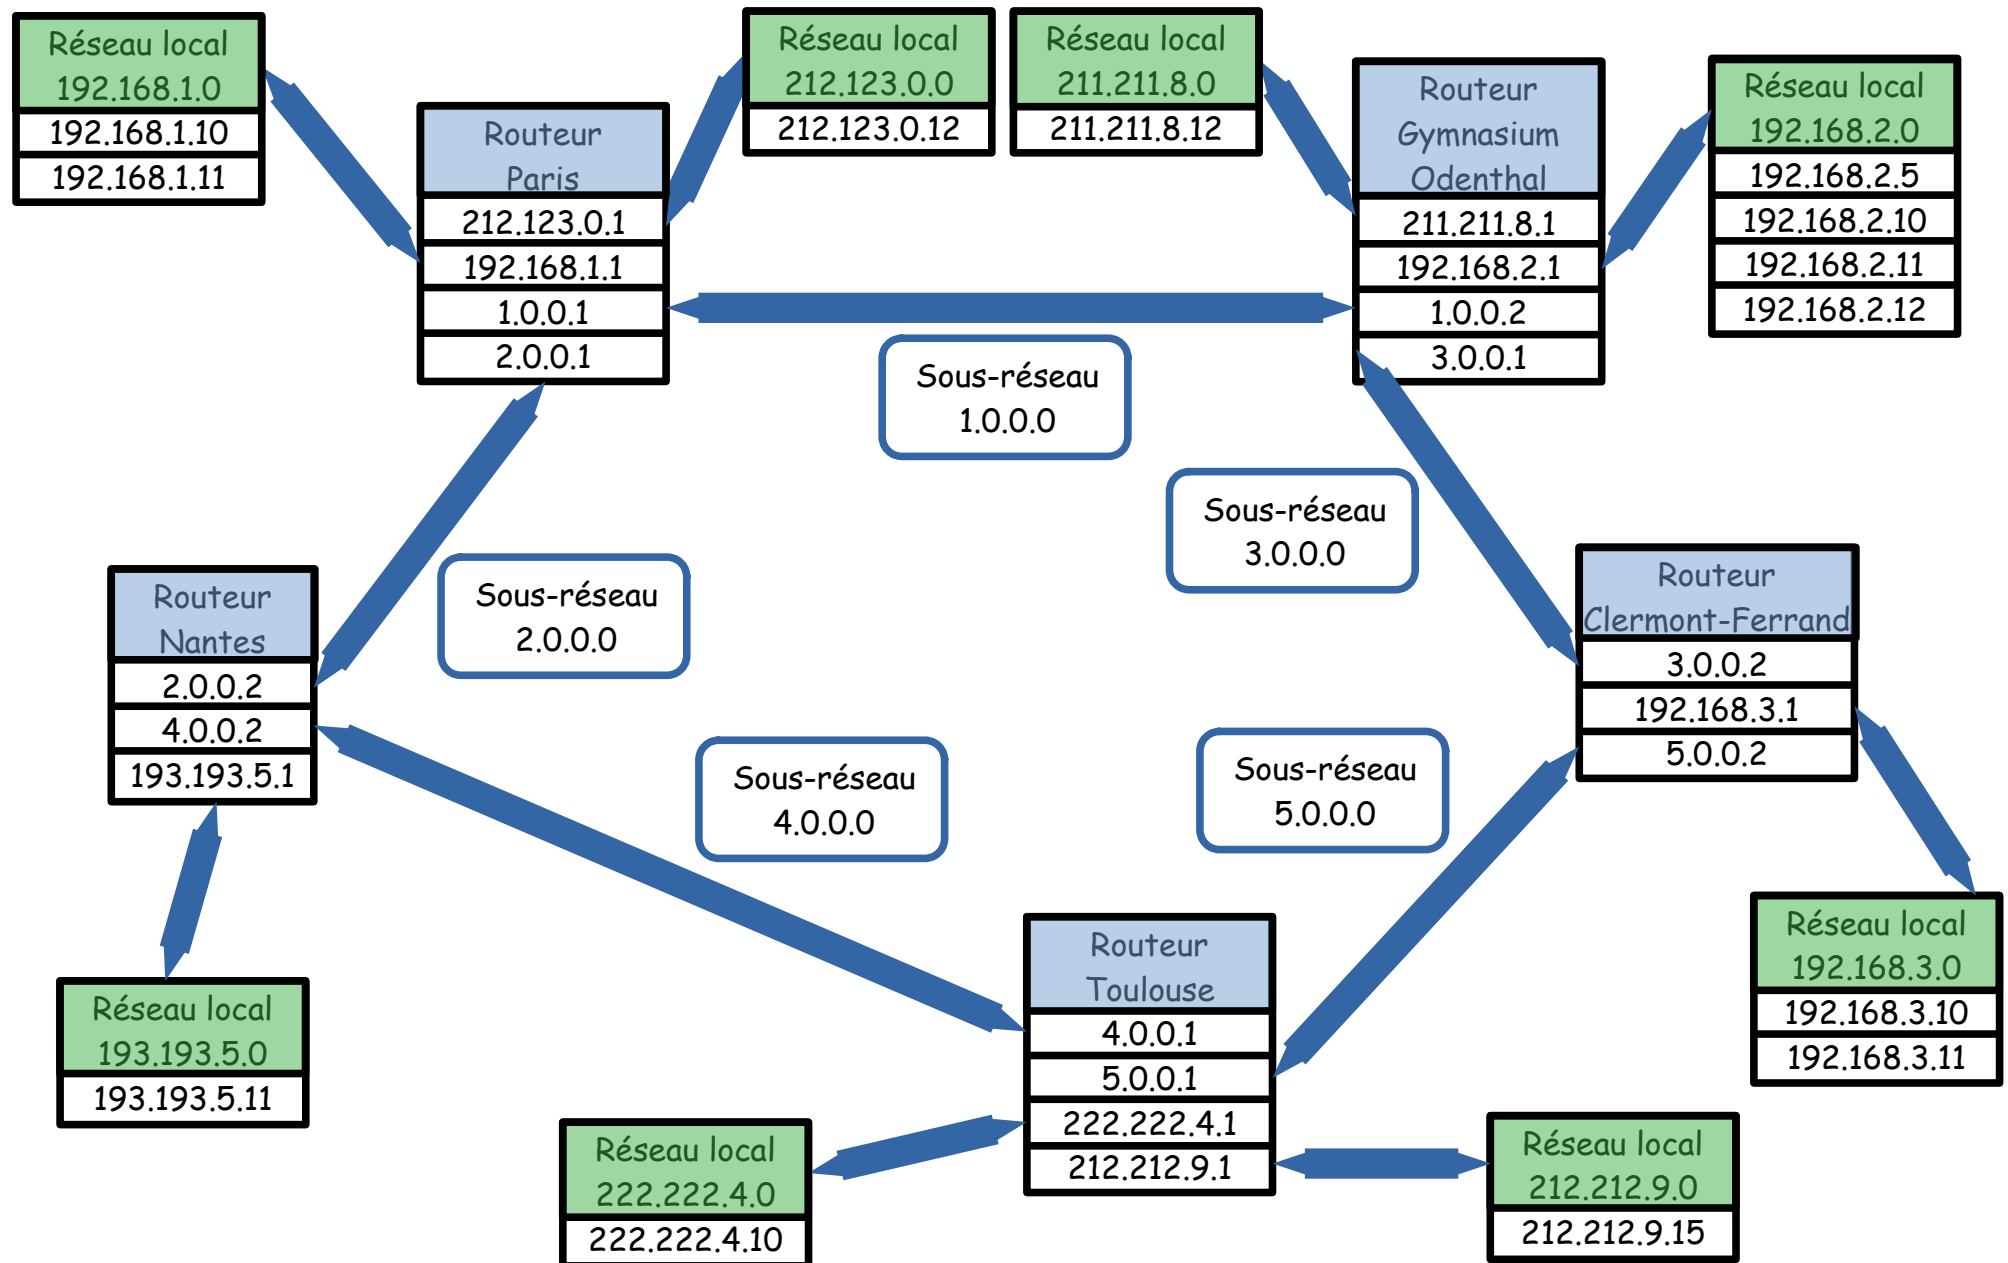 Réseau local
192.168.1.0
192.168.1.10
192.168.1.11
Routeur
Paris
212.123.0.1
192.168.1.1
1.0.0.1
2.0.0.1
Réseau local
212.123.0.0
212.123.0.12
Réseau local
211.211.8.0
211.211.8.12
Routeur
Gymnasium
Odenthal
211.211.8.1
192.168.2.1
1.0.0.2
3.0.0.1
Réseau local
192.168.2.0
192.168.2.5
192.168.2.10
192.168.2.11
192.168.2.12
Sous-réseau
1.0.0.0
Sous-réseau
3.0.0.0
Sous-réseau
2.0.0.0
Routeur
Nantes
2.0.0.2
4.0.0.2
193.193.5.1
Routeur
Clermont-Ferrand
3.0.0.2
192.168.3.1
5.0.0.2
Sous-réseau
4.0.0.0
Sous-réseau
5.0.0.0
Routeur
Toulouse
4.0.0.1
5.0.0.1
222.222.4.1
212.212.9.1
Réseau local
192.168.3.0
192.168.3.10
192.168.3.11
Réseau local
193.193.5.0
193.193.5.11
Réseau local
222.222.4.0
222.222.4.10
Réseau local
212.212.9.0
212.212.9.15